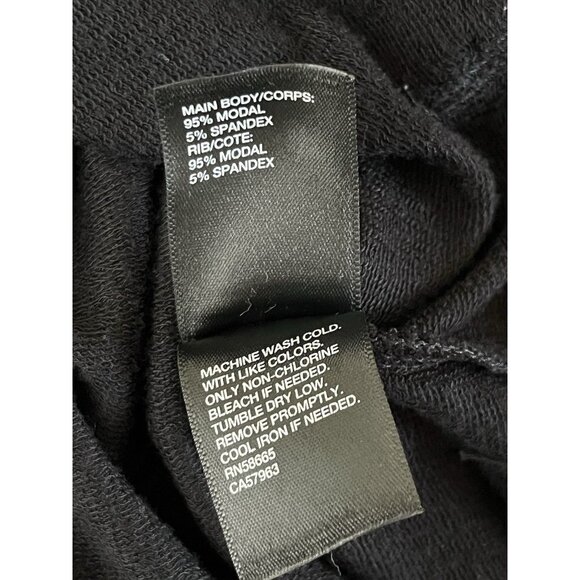 MAIN BODY/CORPS:
95% MODAL
5% SPANDEX
RIB/COTE:
95% MODAL
5% SPANDEX
MACHINE WASH COLD.
WITH LIKE COLORS.
ONLY NON-CHLORINE
BLEACH IF NEEDED.
TUMBLE DRY LOW.
REMOVE PROMPTLY.
COOL IRON IF NEEDED.
RN58665
CA57963